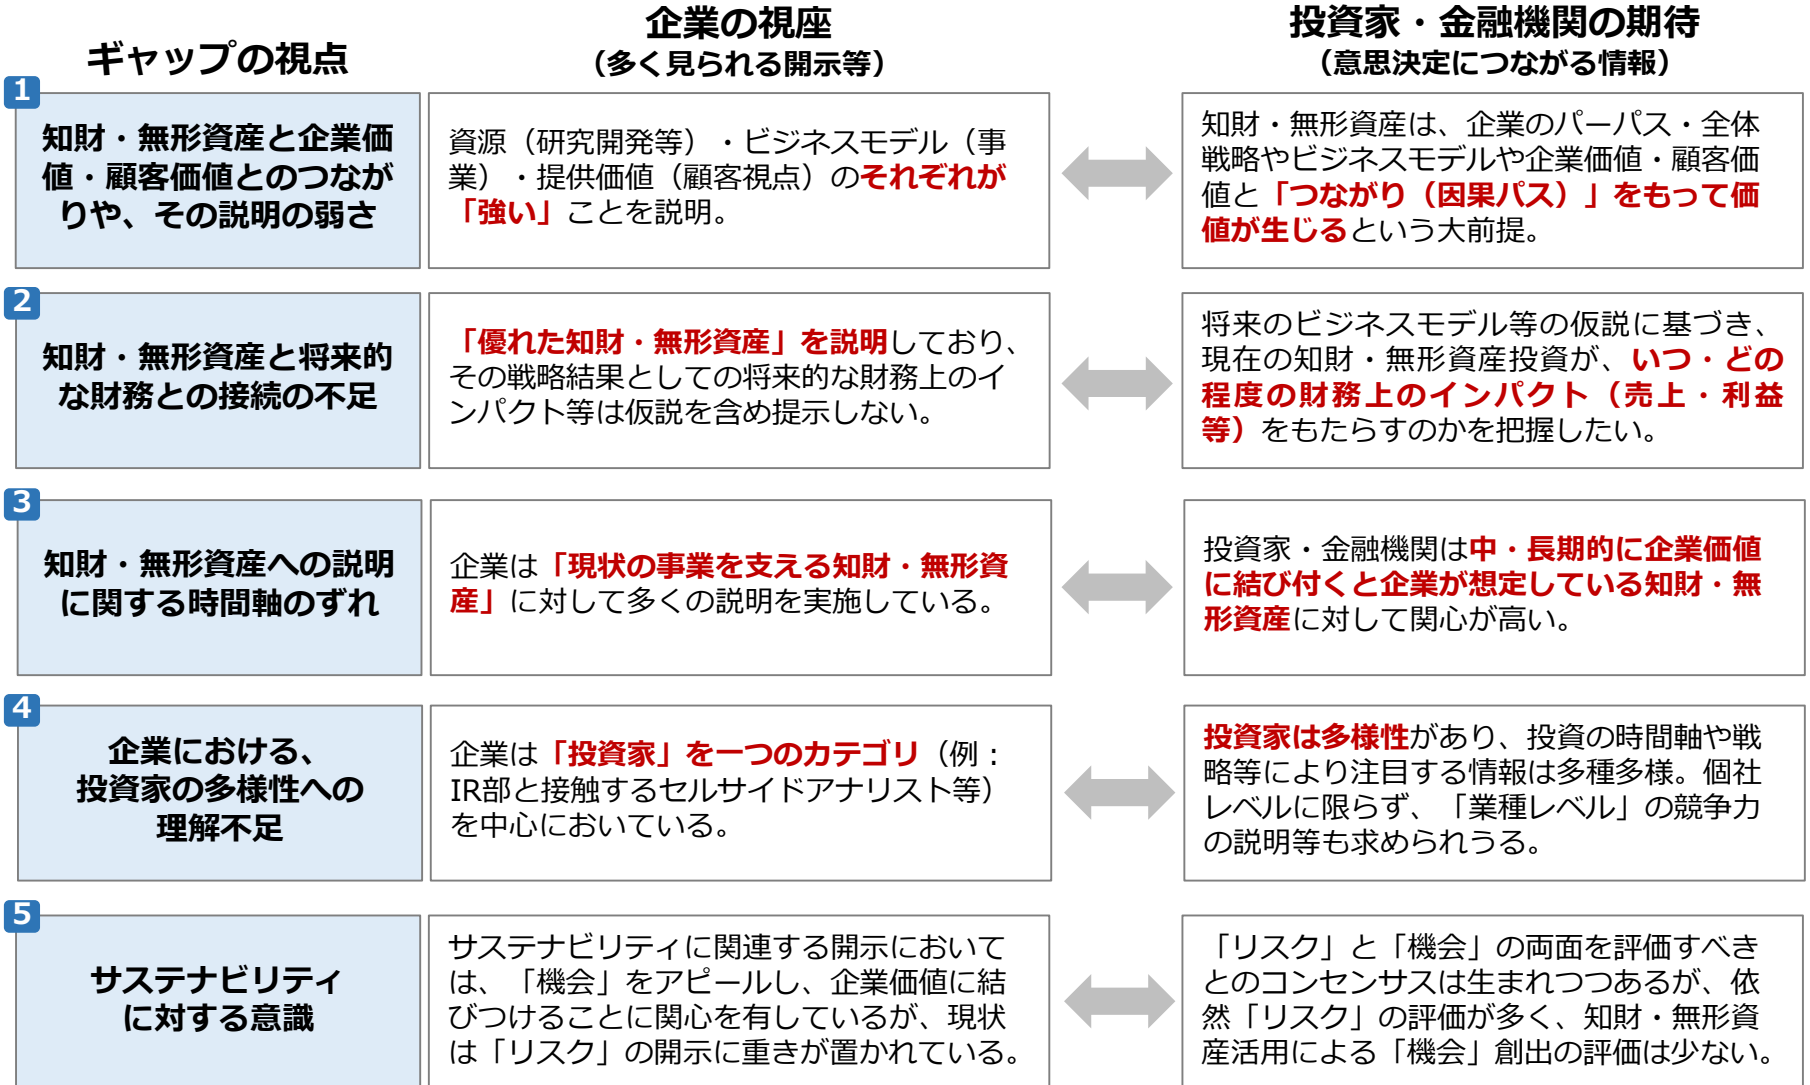 ギャップの視点
企業の視座
（多く見られる開示等）
投資家・金融機関の期待
（意思決定につながる情報）
1
知財・無形資産と企業価
値・顧客価値とのつなが
りや、その説明の弱さ
資源（研究開発等）・ビジネスモデル（事
業）・提供価値（顧客視点）のそれぞれが
「強い」ことを説明。
知財・無形資産は、企業のパーパス・全体
戦略やビジネスモデルや企業価値・顧客価
値と「つながり（因果パス）」をもって価
値が生じるという大前提。
2
知財・無形資産と将来的
な財務との接続の不足
「優れた知財・無形資産」を説明しており、
その戦略結果としての将来的な財務上のイ
ンパクト等は仮説を含め提示しない。
将来のビジネスモデル等の仮説に基づき、
現在の知財・無形資産投資が、いつ・どの
程度の財務上のインパクト（売上・利益
等）をもたらすのかを把握したい。
3
知財・無形資産への説明
に関する時間軸のずれ
企業は「現状の事業を支える知財・無形資
産」に対して多くの説明を実施している。
投資家・金融機関は中・長期的に企業価値
に結び付くと企業が想定している知財・無
形資産に対して関心が高い。
4
企業における、
投資家の多様性への
理解不足
企業は「投資家」を一つのカテゴリ（例：
IR部と接触するセルサイドアナリスト等）
を中心においている。
投資家は多様性があり、投資の時間軸や戦
略等により注目する情報は多種多様。個社
レベルに限らず、「業種レベル」の競争力
の説明等も求められうる。
5
サステナビリティ
に対する意識
サステナビリティに関連する開示において
は、「機会」をアピールし、企業価値に結
びつけることに関心を有しているが、現状
は「リスク」の開示に重きが置かれている。
「リスク」と「機会」の両面を評価すべき
とのコンセンサスは生まれつつあるが、依
然「リスク」の評価が多く、知財・無形資
産活用による「機会」創出の評価は少ない。